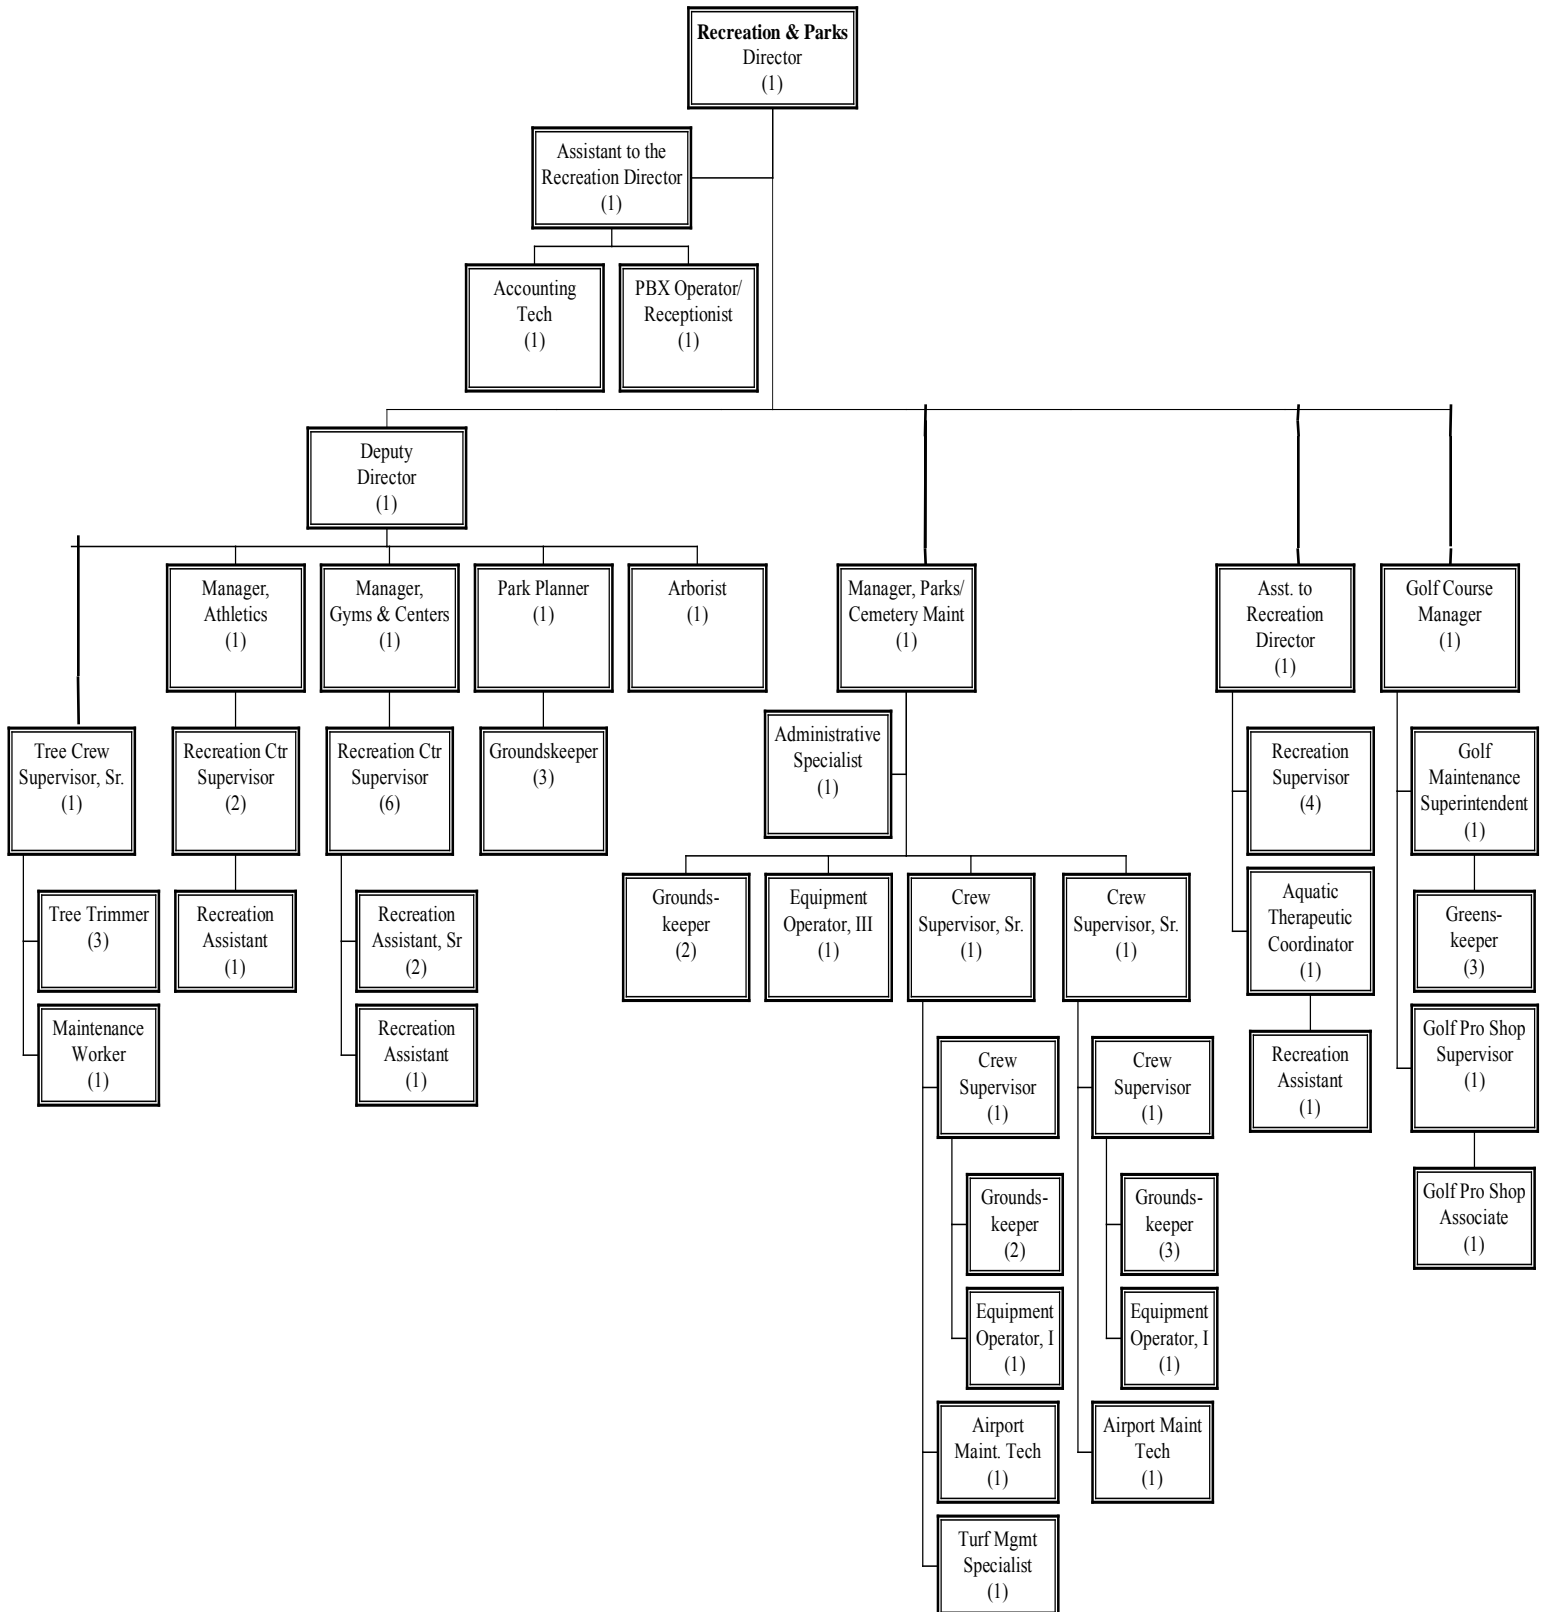 Recreation & Parks
Director
(1)
Assistant to the
Recreation Director
(1)
Accounting
Tech
(1)
PBX Operator/
Receptionist
(1)
Deputy
Director
(1)
Manager,
Athletics
(1)
Manager,
Gyms & Centers
(1)
Park Planner
(1)
Arborist
(1)
Manager, Parks/
Cemetery Maint
(1)
Asst. to
Recreation
Director
(1)
Golf Course
Manager
(1)
Tree Crew
Supervisor, Sr.
(1)
Recreation Ctr
Supervisor
(2)
Recreation Ctr
Supervisor
(6)
Groundskeeper
(3)
Administrative
Specialist
(1)
Recreation
Supervisor
(4)
Golf
Maintenance
Superintendent
(1)
Tree Trimmer
(3)
Recreation
Assistant
(1)
Recreation
Assistant, Sr
(2)
Grounds-
keeper
(2)
Equipment
Operator, III
(1)
Crew
Supervisor, Sr.
(1)
Crew
Supervisor, Sr.
(1)
Aquatic
Therapeutic
Coordinator
(1)
Greens-
keeper
(3)
Maintenance
Worker
(1)
Recreation
Assistant
(1)
Crew
Supervisor
(1)
Crew
Supervisor
(1)
Recreation
Assistant
(1)
Golf Pro Shop
Supervisor
(1)
Grounds-
keeper
(2)
Grounds-
keeper
(3)
Golf Pro Shop
Associate
(1)
Equipment
Operator, I
(1)
Equipment
Operator, I
(1)
Airport
Maint. Tech
(1)
Airport Maint
Tech
(1)
Turf Mgmt
Specialist
(1)